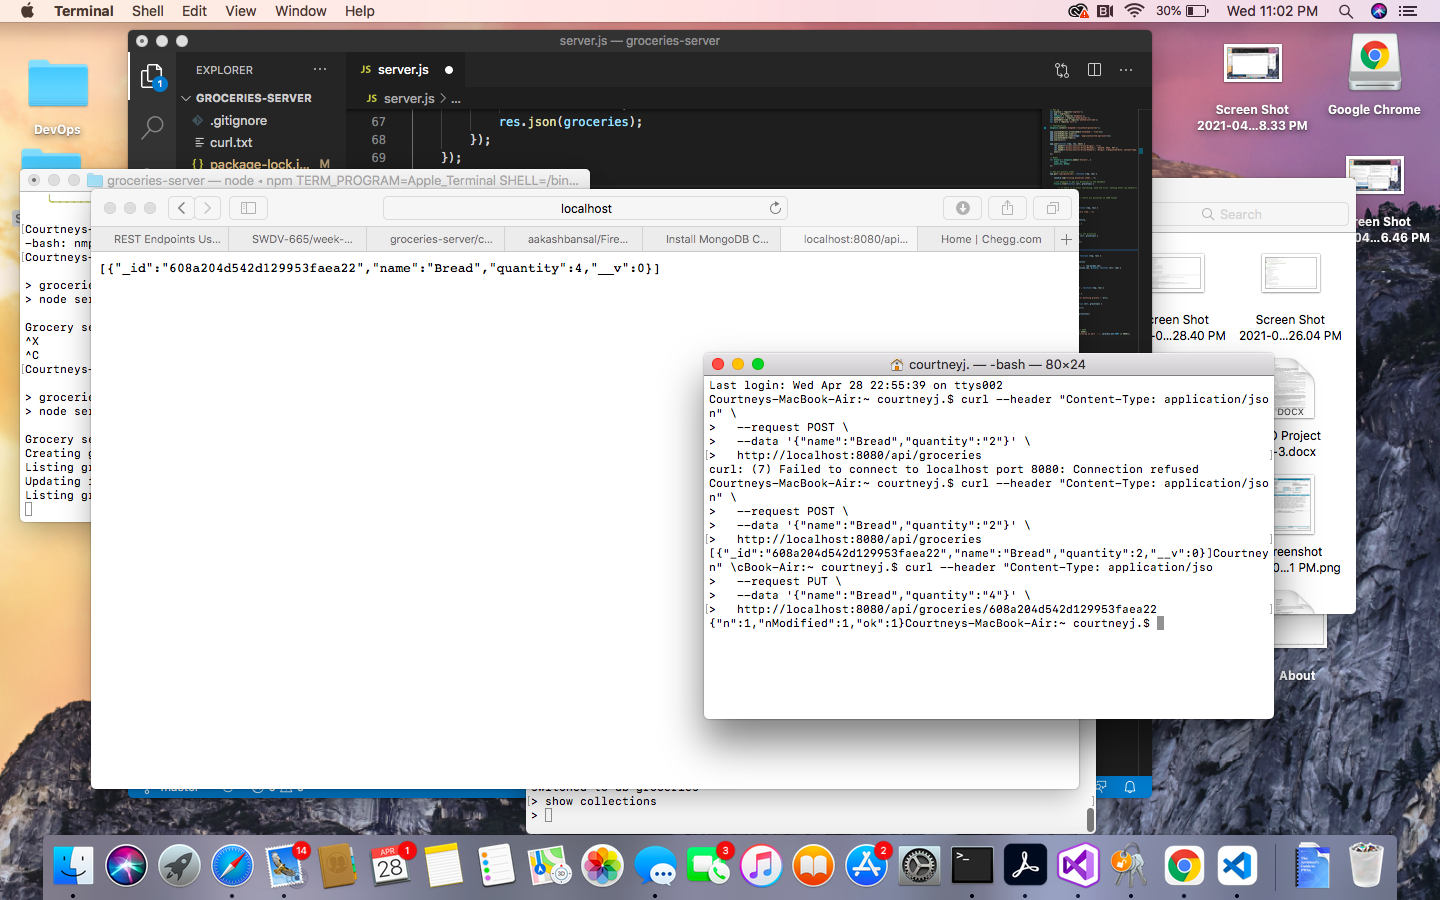 Terminal Shell Edit View Window Help
30% Wed 11:02 PM
server.js — groceries-server
EXPLORER
JS server.js
GROCERIES-SERVER
JS server.js > ...
.gitignore
curl.txt
{} package-lock.j... M
67 res.json(groceries);
68 });
69 });
1
DevOps
Screen Shot
2021-04...8.33 PM
Google Chrome
groceries-server — node ◂ npm TERM_PROGRAM=Apple_Terminal SHELL=/bin...
localhost
REST Endpoints Us...
SWDV-665/week-...
groceries-server/c...
aakashbansal/Fire...
Install MongoDB C...
localhost:8080/api...
Home | Chegg.com
[{"_id":"608a204d542d129953faea22","name":"Bread","quantity":4,"__v":0}]
[Courtneys-
-bash: nmp
[Courtneys-
> grocerie
> node ser
Grocery se
^X
^C
[Courtneys-
> grocerie
> node ser
Grocery se
Creating g
Listing gr
Updating i
Listing gr
Search
een Shot
04...6.46 PM
creen Shot
1-0...28.40 PM
Screen Shot
2021-0...26.04 PM
DOCX
Project
-3.docx
enshot
0...1 PM.png
About
courtneyj. — -bash — 80×24
Last login: Wed Apr 28 22:55:39 on ttys002
Courtneys-MacBook-Air:~ courtneyj.$ curl --header "Content-Type: application/jso
n" \
>   --request POST \
>   --data '{"name":"Bread","quantity":"2"}' \
[>   http://localhost:8080/api/groceries ]
curl: (7) Failed to connect to localhost port 8080: Connection refused
Courtneys-MacBook-Air:~ courtneyj.$ curl --header "Content-Type: application/jso
n" \
>   --request POST \
>   --data '{"name":"Bread","quantity":"2"}' \
[>   http://localhost:8080/api/groceries ]
[{"_id":"608a204d542d129953faea22","name":"Bread","quantity":2,"__v":0}]Courtney
n" \cBook-Air:~ courtneyj.$ curl --header "Content-Type: application/jso
>   --request PUT \
>   --data '{"name":"Bread","quantity":"4"}' \
[>   http://localhost:8080/api/groceries/608a204d542d129953faea22 ]
{"n":1,"nModified":1,"ok":1}Courtneys-MacBook-Air:~ courtneyj.$
[> show collections ]
>
14
APR
28
1
3
2
3D
>_